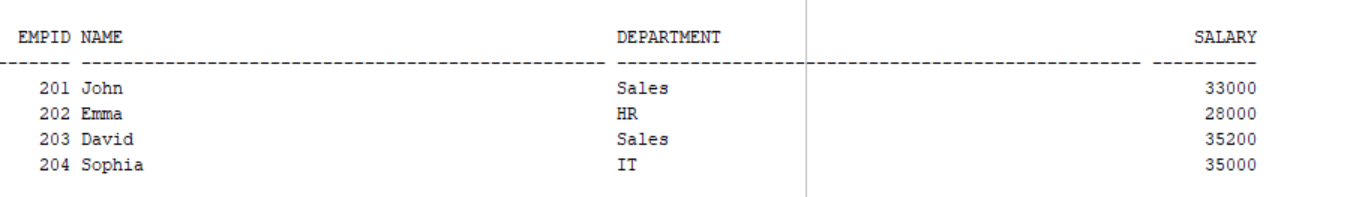 EMPID NAME DEPARTMENT SALARY
------- -------------------------------------------------- -------------------------------------------------- ----------
201 John Sales 33000
202 Emma HR 28000
203 David Sales 35200
204 Sophia IT 35000